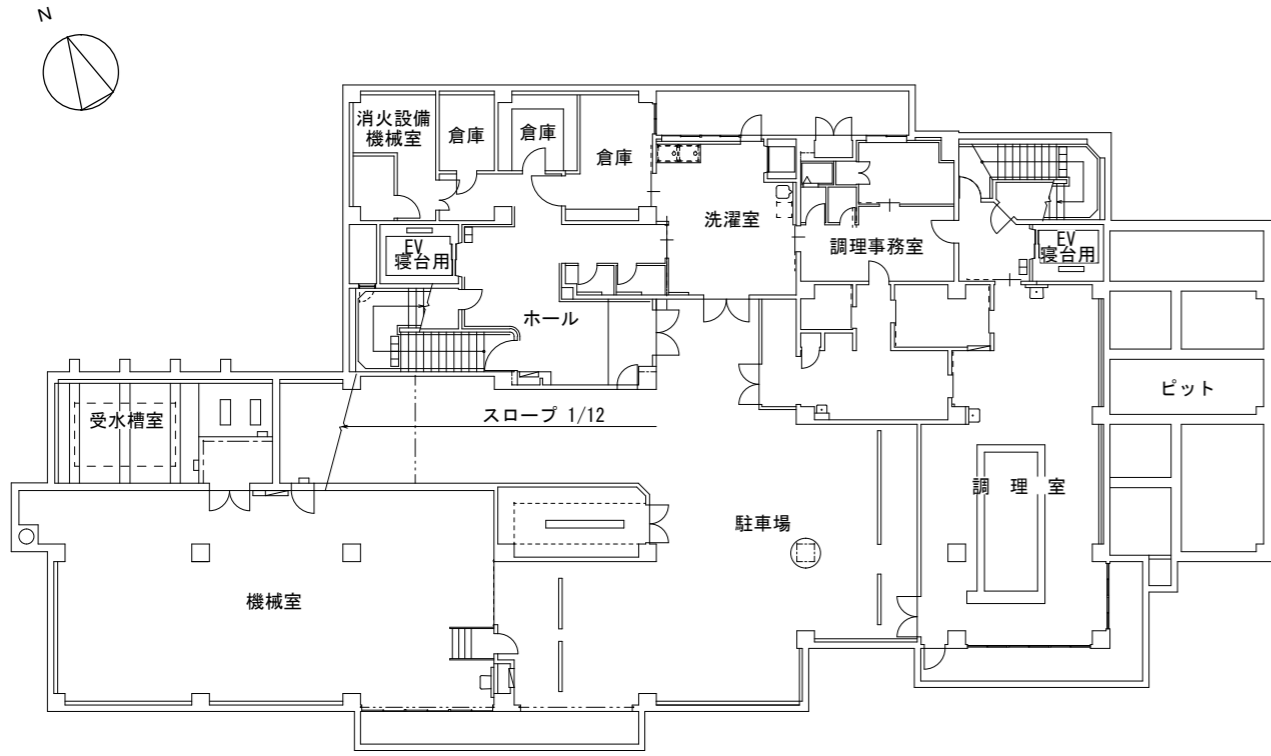 N
消火設備
機械室
倉庫
倉庫
倉庫
洗濯室
調理事務室
EV
寝台用
EV
寝台用
ホール
ピット
受水槽室
スロープ 1/12
調 理 室
駐車場
機械室